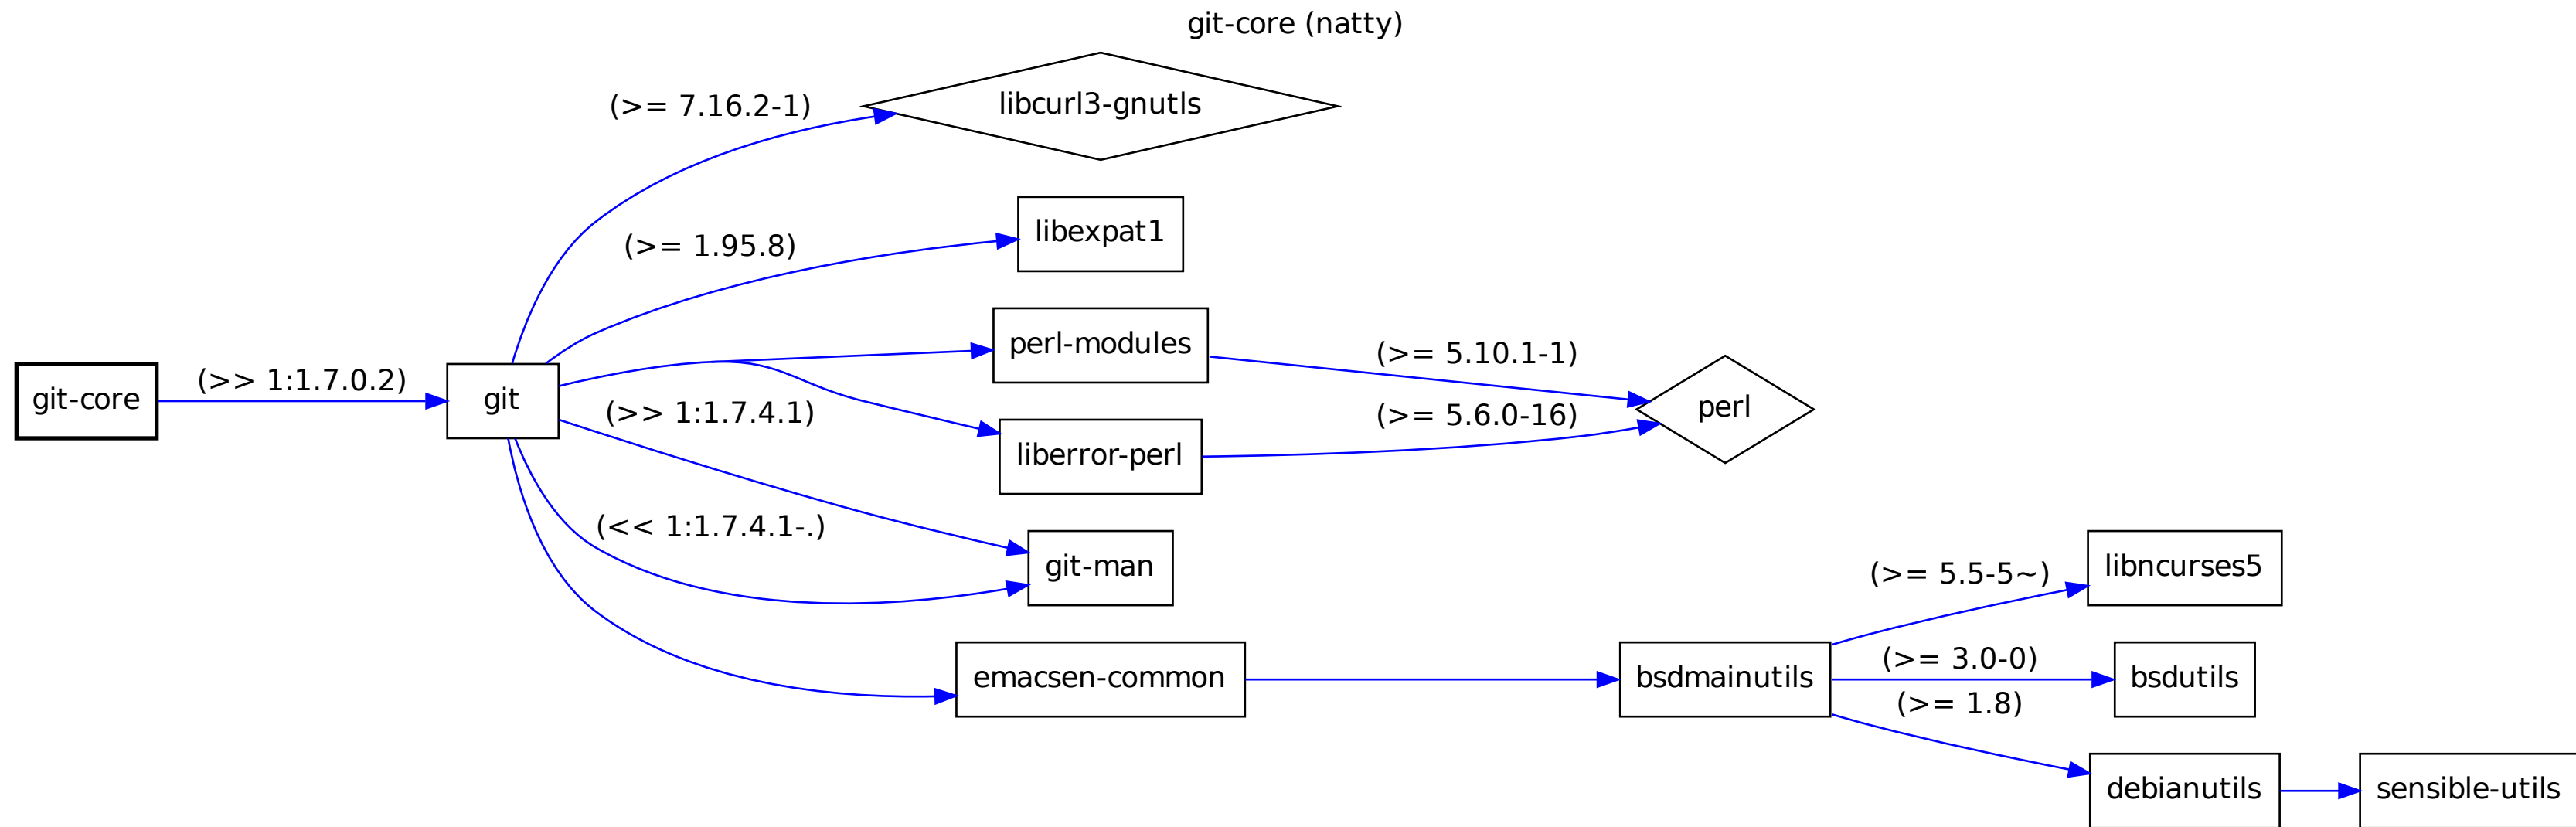 git-core (natty)
(>= 7.16.2-1)
libcurl3-gnutls
(>= 1.95.8)
libexpat1
perl-modules
(>= 5.10.1-1)
git-core
(>> 1:1.7.0.2)
git
perl
(>> 1:1.7.4.1)
(>= 5.6.0-16)
liberror-perl
(<< 1:1.7.4.1-.)
git-man
(>= 5.5-5~)
libncurses5
emacsen-common
bsdmainutils
(>= 3.0-0)
bsdutils
(>= 1.8)
debianutils
sensible-utils